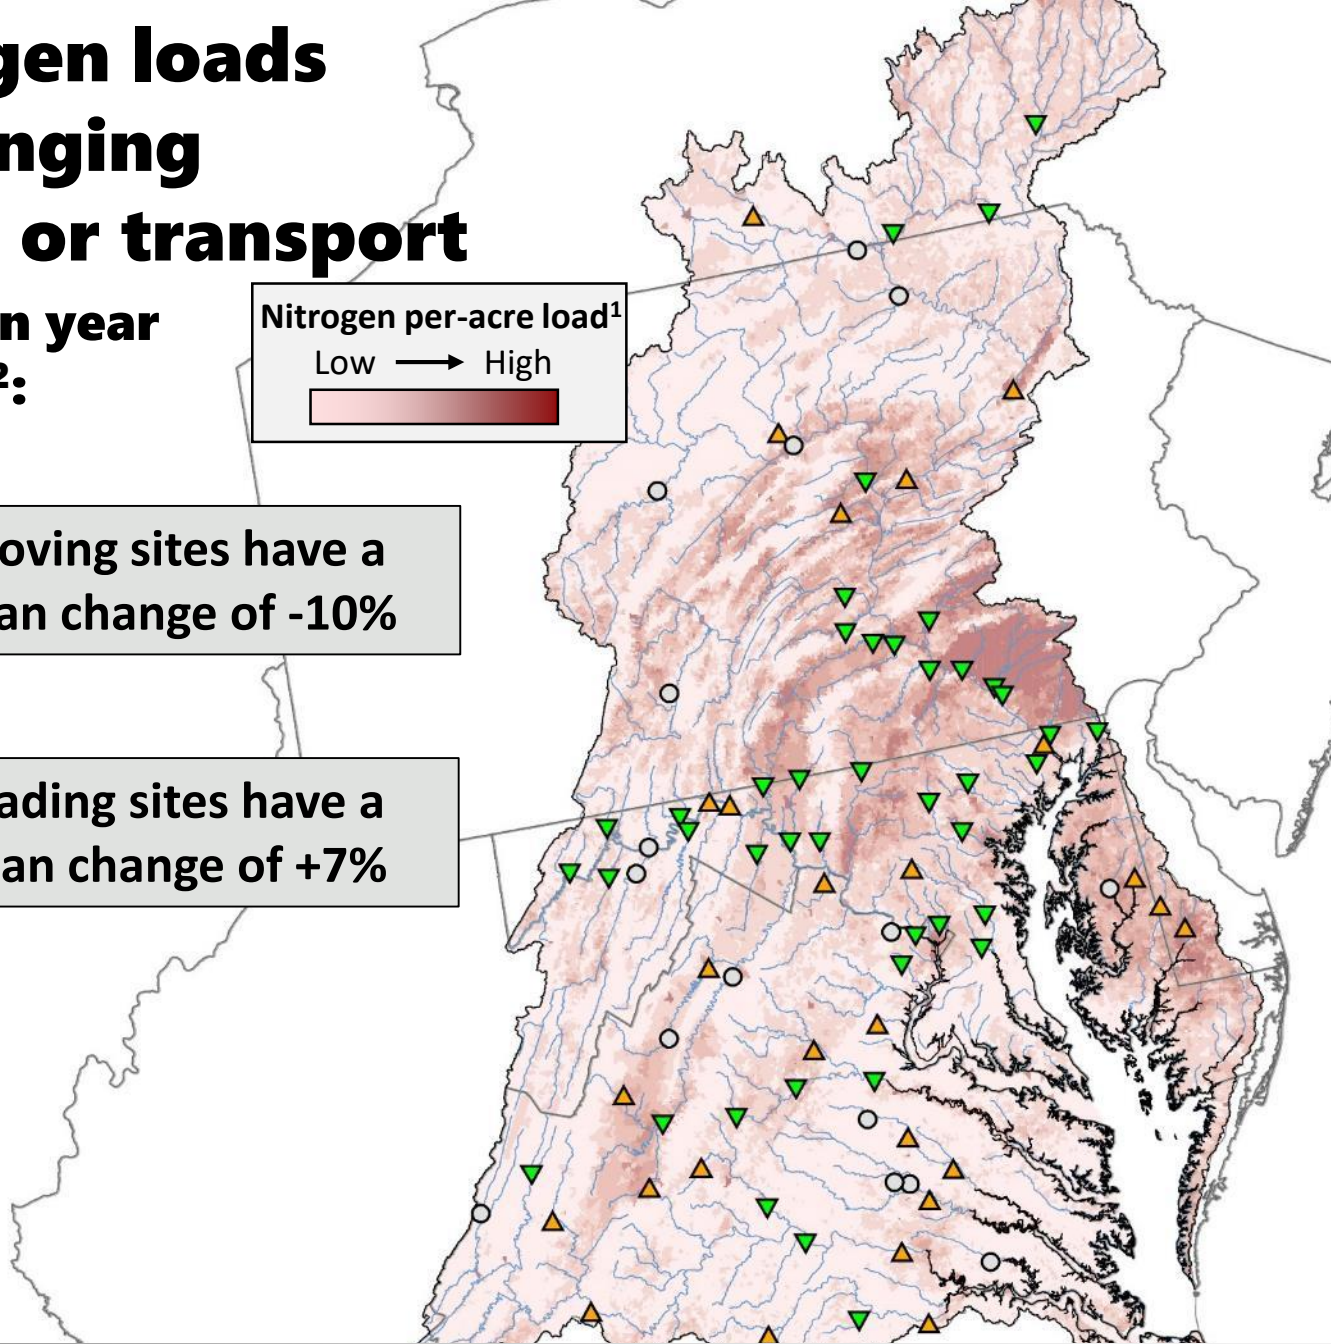 gen loads
nging
or transport
n year
²:
Nitrogen per-acre load¹
Low High
oving sites have a
an change of -10%
ading sites have a
an change of +7%